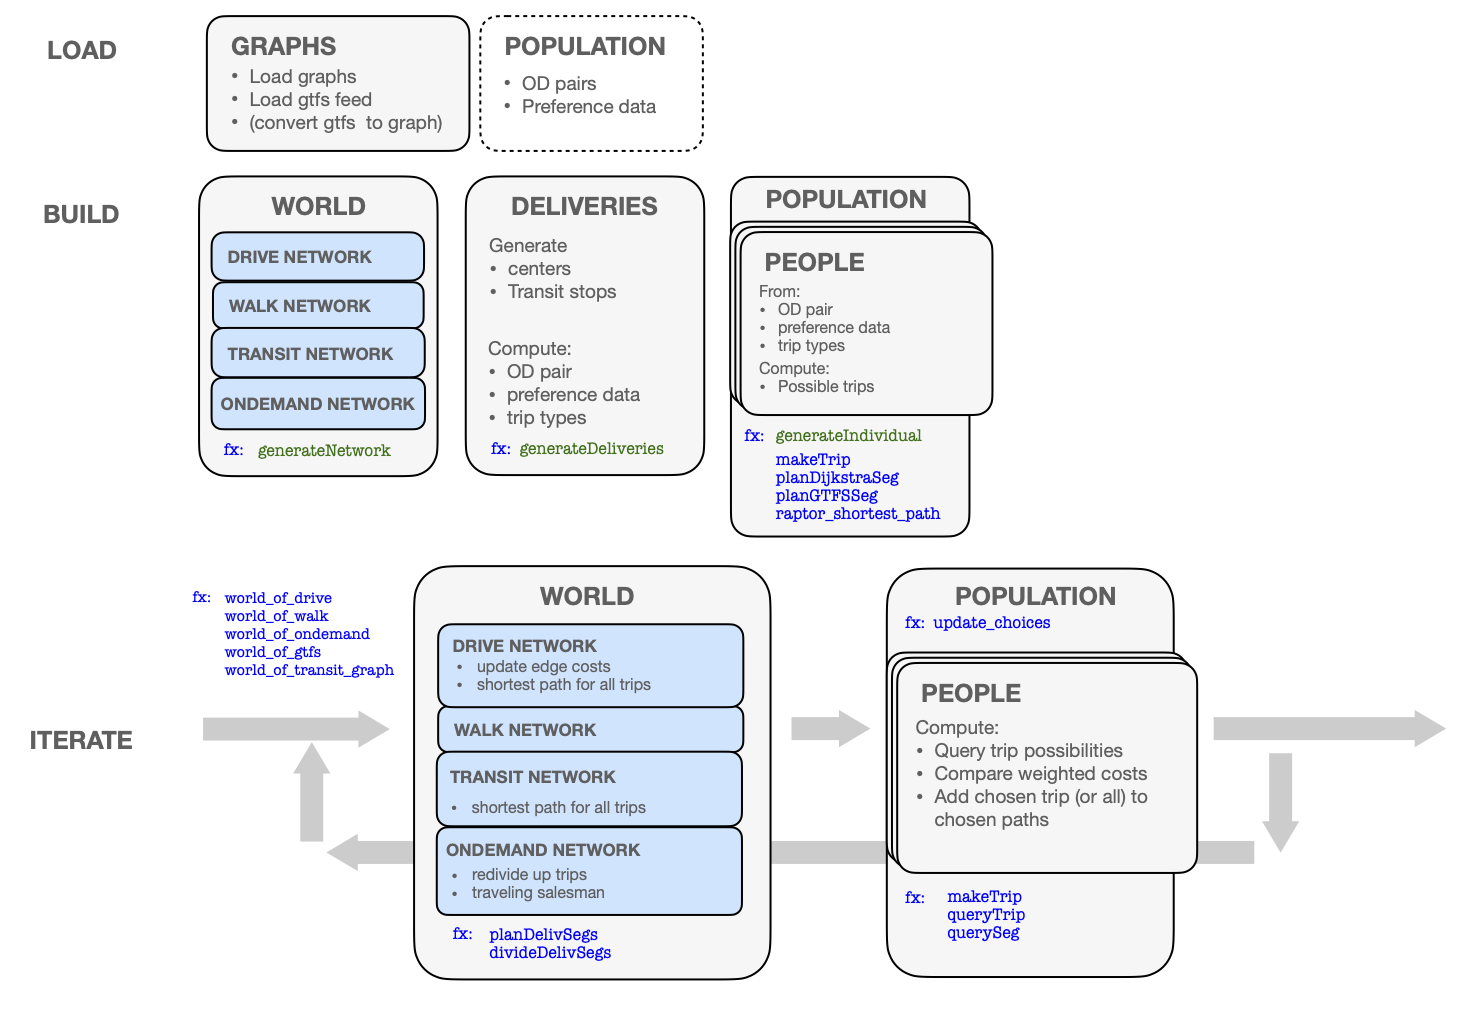 LOAD
GRAPHS
• Load graphs
• Load gtfs feed
• (convert gtfs to graph)
POPULATION
• OD pairs
• Preference data
BUILD
WORLD
DRIVE NETWORK
WALK NETWORK
TRANSIT NETWORK
ONDEMAND NETWORK
fx: generateNetwork
DELIVERIES
Generate
• centers
• Transit stops
Compute:
• OD pair
• preference data
• trip types
fx: generateDeliveries
POPULATION
PEOPLE
From:
• OD pair
• preference data
• trip types
Compute:
• Possible trips
fx: generateIndividual
makeTrip
planDijkstraSeg
planGTFSSeg
raptor_shortest_path
ITERATE
fx: world_of_drive
world_of_walk
world_of_ondemand
world_of_gtfs
world_of_transit_graph
WORLD
DRIVE NETWORK
• update edge costs
• shortest path for all trips
WALK NETWORK
TRANSIT NETWORK
• shortest path for all trips
ONDEMAND NETWORK
• redivide up trips
• traveling salesman
fx: planDelivSegs
divideDelivSegs
POPULATION
fx: update_choices
PEOPLE
Compute:
• Query trip possibilities
• Compare weighted costs
• Add chosen trip (or all) to
chosen paths
fx: makeTrip
queryTrip
querySeg